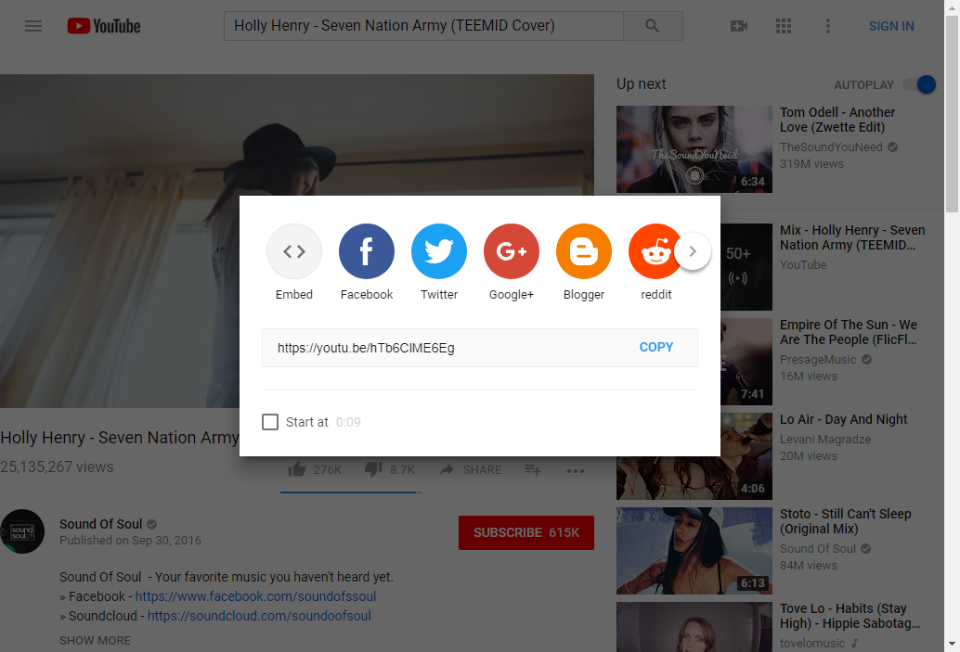 YouTube
Holly Henry - Seven Nation Army (TEEMID Cover)
SIGN IN
Up next
AUTOPLAY
TheSoundYouNeed
6:34
Tom Odell - Another
Love (Zwette Edit)
TheSoundYouNeed
319M views
50+
Mix - Holly Henry - Seven
Nation Army (TEEMID...
YouTube
7:41
Empire Of The Sun - We
Are The People (FlicFl...
PresageMusic
16M views
4:06
Lo Air - Day And Night
Levani Magradze
20M views
6:13
Stoto - Still Can't Sleep
(Original Mix)
Sound Of Soul
84M views
Tove Lo - Habits (Stay
High) - Hippie Sabotag...
tovelomusic
Embed
Facebook
Twitter
G+
Google+
Blogger
reddit
https://youtu.be/hTb6ClME6Eg
COPY
Start at 0:09
Holly Henry - Seven Nation Army
25,135,267 views
276K
8.7K
SHARE
Sound Of Soul
Published on Sep 30, 2016
SUBSCRIBE 615K
Sound Of Soul - Your favorite music you haven't heard yet.
» Facebook - https://www.facebook.com/soundofssoul
» Soundcloud - https://soundcloud.com/soundoofsoul
SHOW MORE